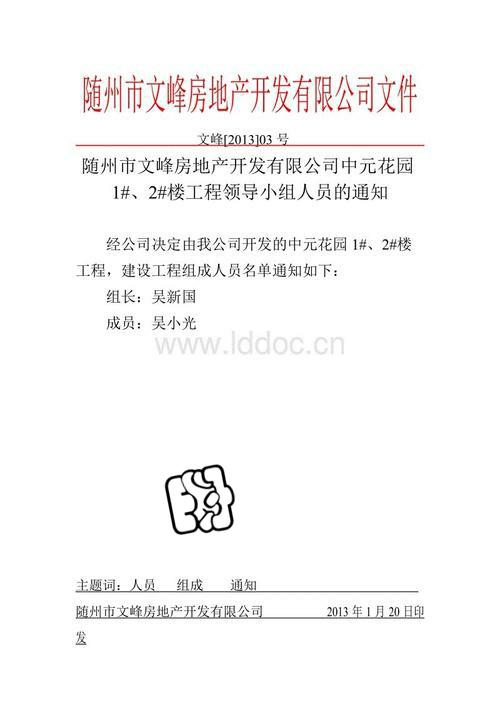 随州市文峰房地产开发有限公司文件
文峰[2013]03 号
随州市文峰房地产开发有限公司中元花园
1#、2#楼工程领导小组人员的通知
经公司决定由我公司开发的中元花园 1#、2#楼
工程，建设工程组成人员名单通知如下：
组长：吴新国
成员：吴小光
www.lddoc.cn
主题词：人员 组成 通知
随州市文峰房地产开发有限公司 2013 年 1 月 20 日印
发